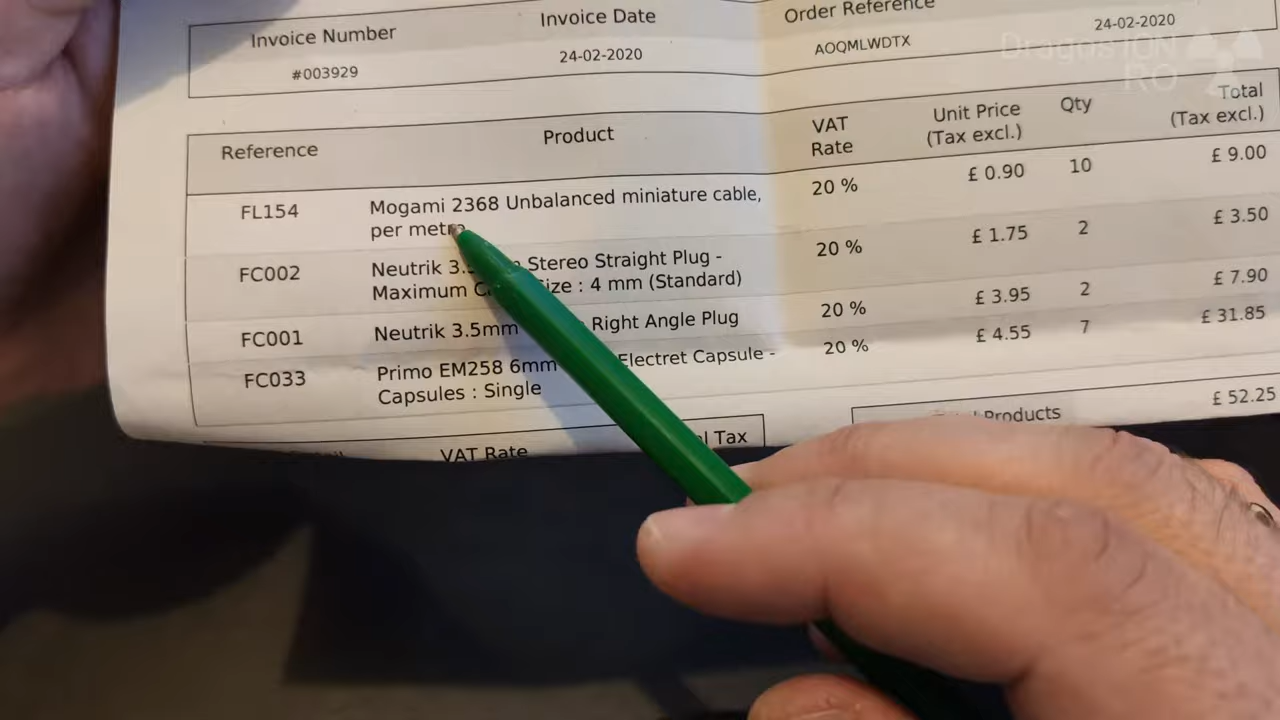 Invoice Number Invoice Date Order Reference
#003929 24-02-2020 AOQMLWDTX 24-02-2020
Dragos ION
RO
Reference Product VAT Rate Unit Price (Tax excl.) Qty Total (Tax excl.)
FL154 Mogami 2368 Unbalanced miniature cable, 20 % £ 0.90 10 £ 9.00
per metre
FC002 Neutrik Stereo Straight Plug - 20 % £ 1.75 2 £ 3.50
Maximum Size : 4 mm (Standard)
FC001 Neutrik 3.5mm Right Angle Plug 20 % £ 3.95 2 £ 7.90
FC033 Primo EM258 6mm Electret Capsule - 20 % £ 4.55 7 £ 31.85
Capsules : Single
VAT Rate Tax Products £ 52.25